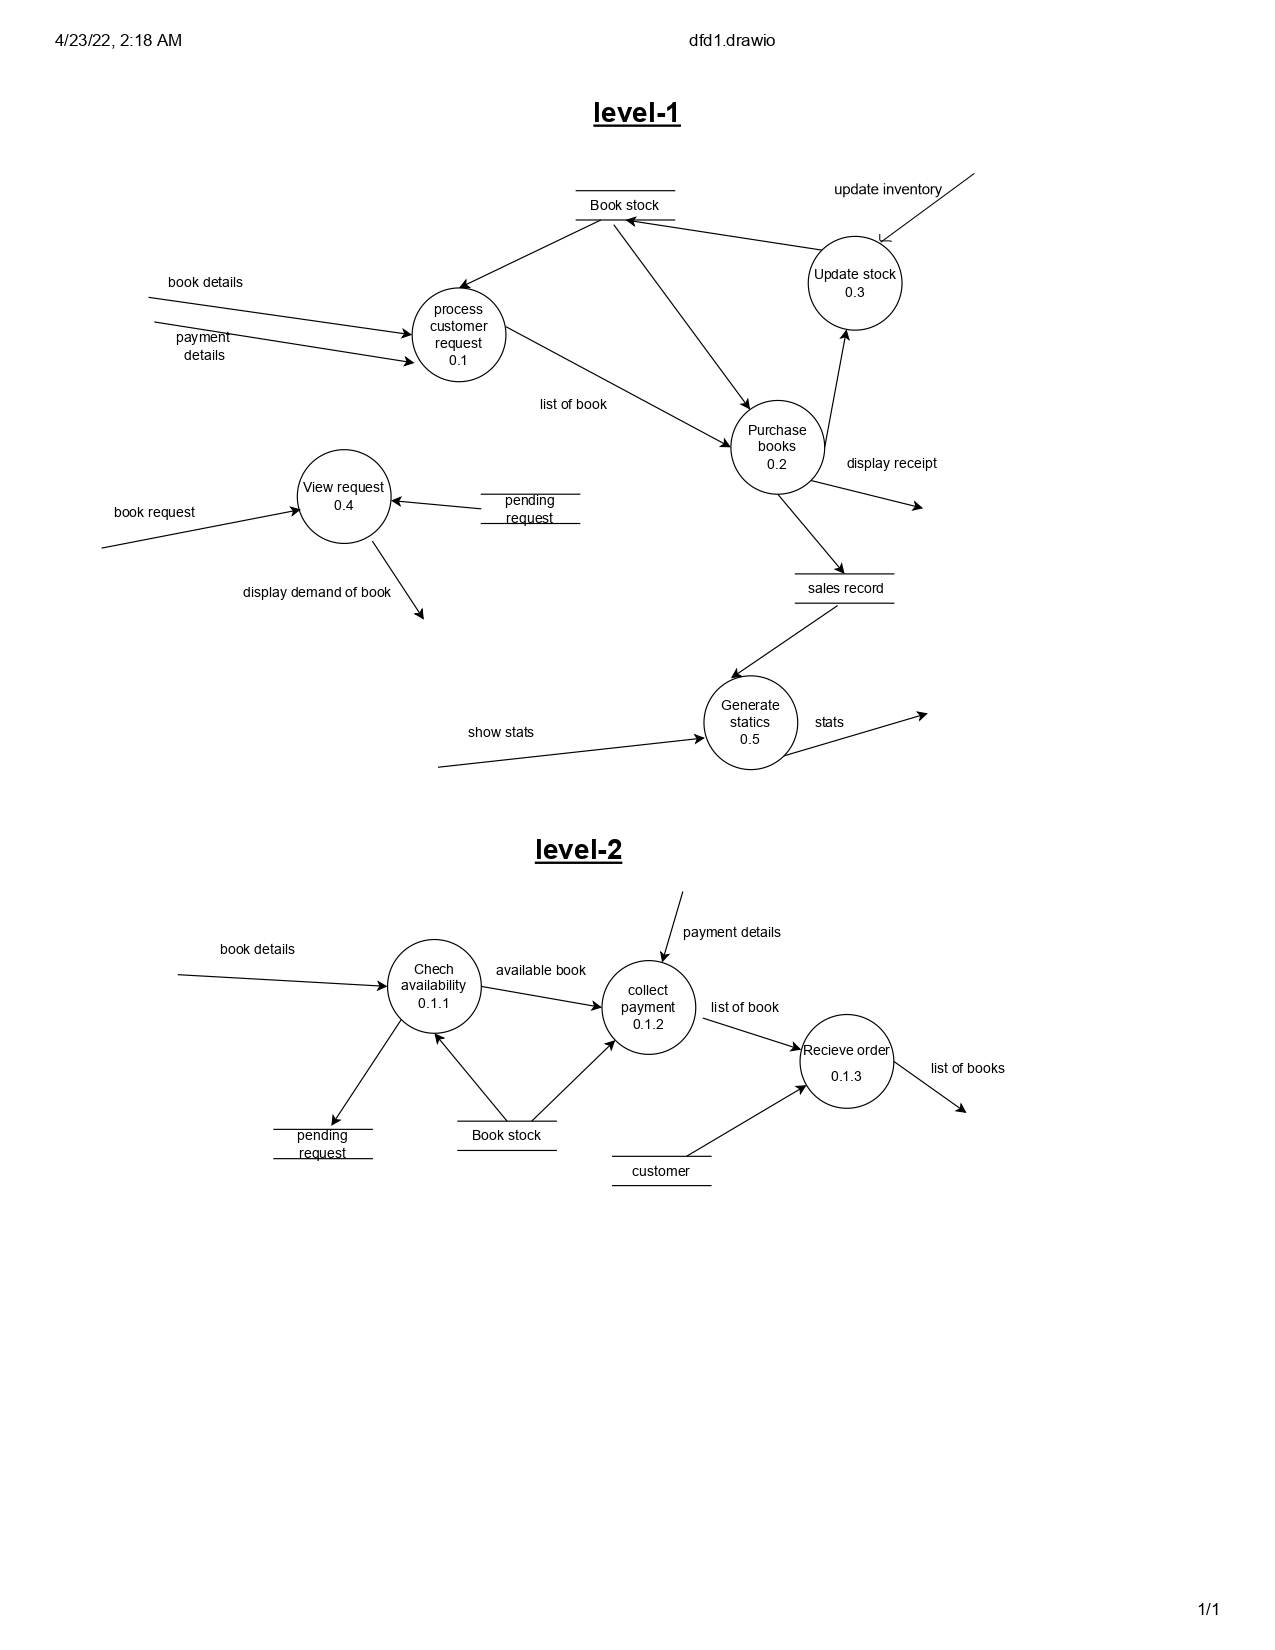 4/23/22, 2:18 AM
dfd1.drawio
level-1
update inventory
Book stock
Update stock
0.3
book details
process
customer
request
0.1
payment
details
list of book
Purchase
books
0.2
display receipt
View request
0.4
pending
request
book request
display demand of book
sales record
Generate
statics
0.5
show stats
stats
level-2
payment details
book details
Chech
availability
0.1.1
available book
collect
payment
0.1.2
list of book
Recieve order
0.1.3
list of books
pending
request
Book stock
customer
1/1